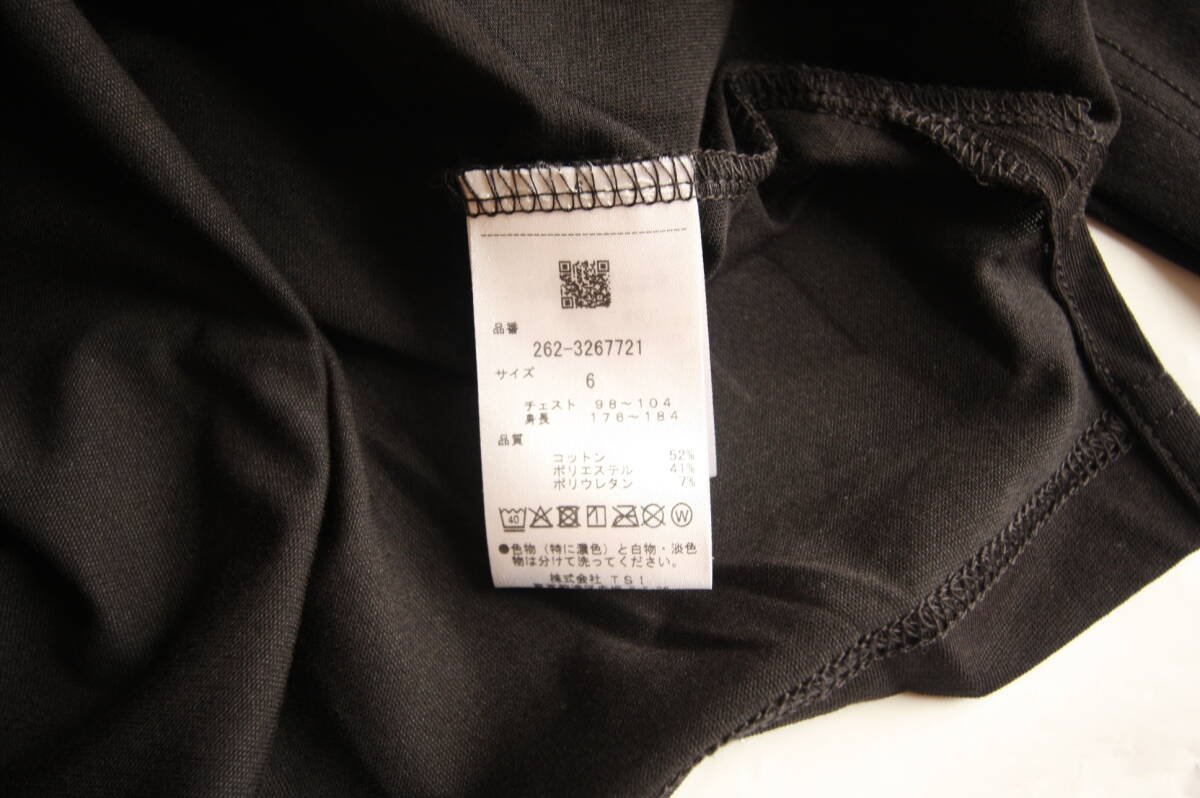 品番
262-3267721
サイズ
6
チェスト 98～104
身長 176～184
品質
コットン 52%
ポリエステル 41%
ポリウレタン 7%
40 W
●色物（特に濃色）と白物・淡色
物は分けて洗ってください。
株式会社 TSI